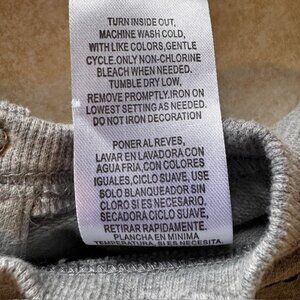 TURN INSIDE OUT,
MACHINE WASH COLD,
WITH LIKE COLORS,GENTLE
CYCLE.ONLY NON-CHLORINE
BLEACH WHEN NEEDED.
TUMBLE DRY LOW,
REMOVE PROMPTLY.IRON ON
LOWEST SETTING AS NEEDED.
DO NOT IRON DECORATION
PONER AL REVES,
LAVAR EN LAVADORA CON
AGUA FRIA,CON COLORES
IGUALES,CICLO SUAVE, USE
SOLO BLANQUEADOR SIN
CLORO SI ES NECESARIO.
SECADORA CICLO SUAVE,
RETIRAR RAPIDAMENTE.
PLANCHA EN MINIMA
TEMPERATURA, SI ES NECESITA.